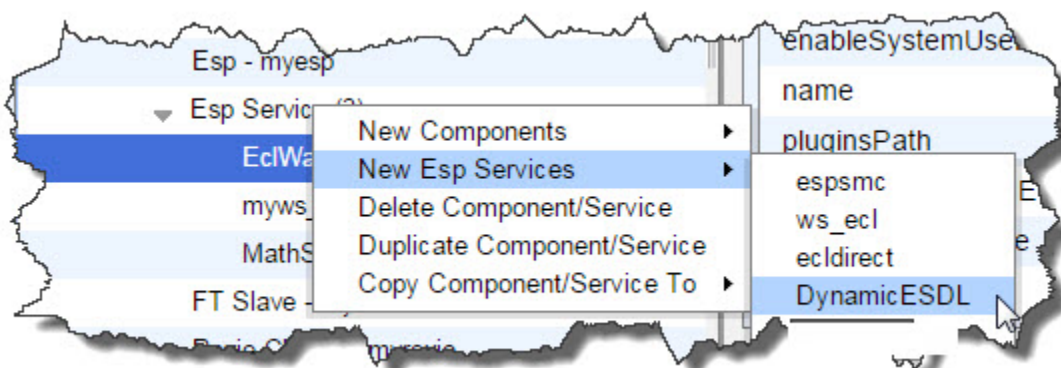 Esp - myesp
Esp Servic
EclWa
myws_
MathS
FT Slave -
New Components
New Esp Services
Delete Component/Service
Duplicate Component/Service
Copy Component/Service To
espsmc
ws_ecl
ecldirect
DynamicESDL
enableSystemUse
name
pluginsPath
E
e